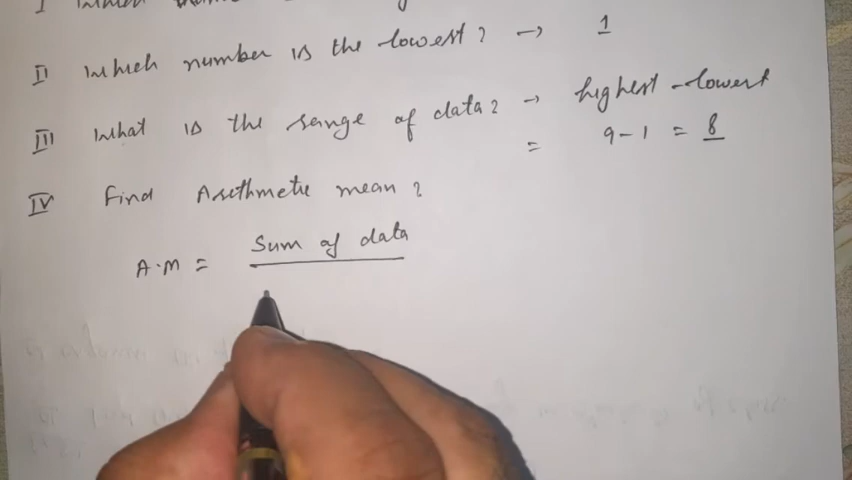 I Which
II Which number is the lowest? → 1
III What is the range of data? → highest - lowest
= 9-1 = 8
IV Find Arithmetic mean?
A.M = Sum of data